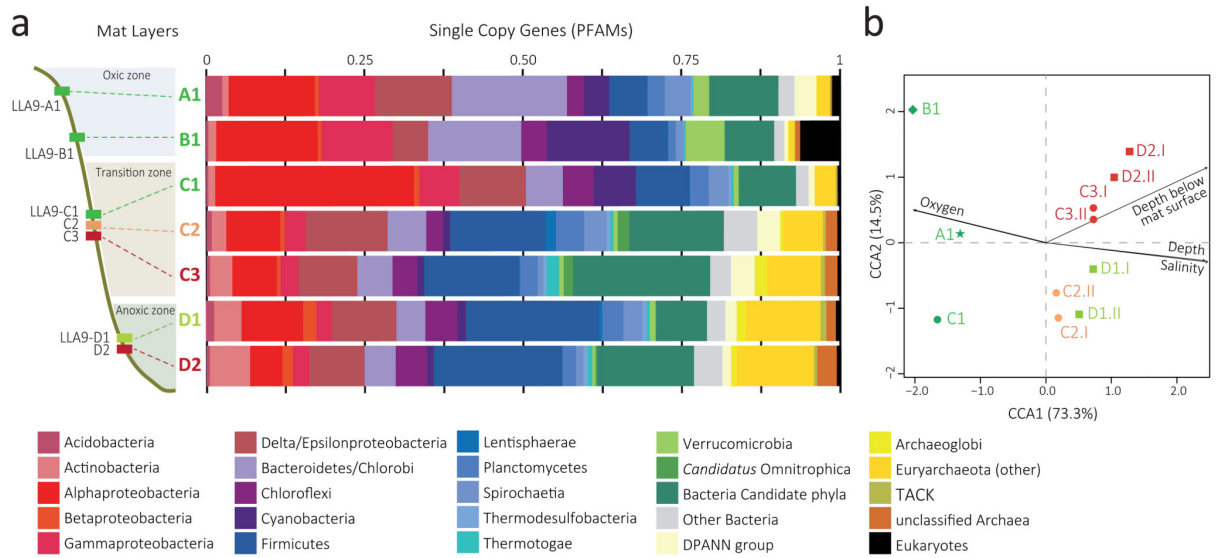 a
Mat Layers
Single Copy Genes (PFAMs)
0
0.25
0.50
0.75
1
Oxic zone
LLA9-A1
LLA9-B1
Transition zone
LLA9-C1
C2
C3
Anoxic zone
LLA9-D1
D2
A1
B1
C1
C2
C3
D1
D2
Acidobacteria
Actinobacteria
Alphaproteobacteria
Betaproteobacteria
Gammaproteobacteria
Delta/Epsilonproteobacteria
Bacteroidetes/Chlorobi
Chloroflexi
Cyanobacteria
Firmicutes
Lentisphaerae
Planctomycetes
Spirochaetia
Thermodesulfobacteria
Thermotogae
Verrucomicrobia
Candidatus Omnitrophica
Bacteria Candidate phyla
Other Bacteria
DPANN group
Archaeoglobi
Euryarchaeota (other)
TACK
unclassified Archaea
Eukaryotes
b
CCA2 (14.5%)
2
1
0
−1
−2
B1
D2.I
D2.II
C3.I
C3.II
Depth below
mat surface
Oxygen
A1
Depth
Salinity
D1.I
C2.II
D1.II
C1
C2.I
−2.0
−1.0
0.0
1.0
2.0
CCA1 (73.3%)